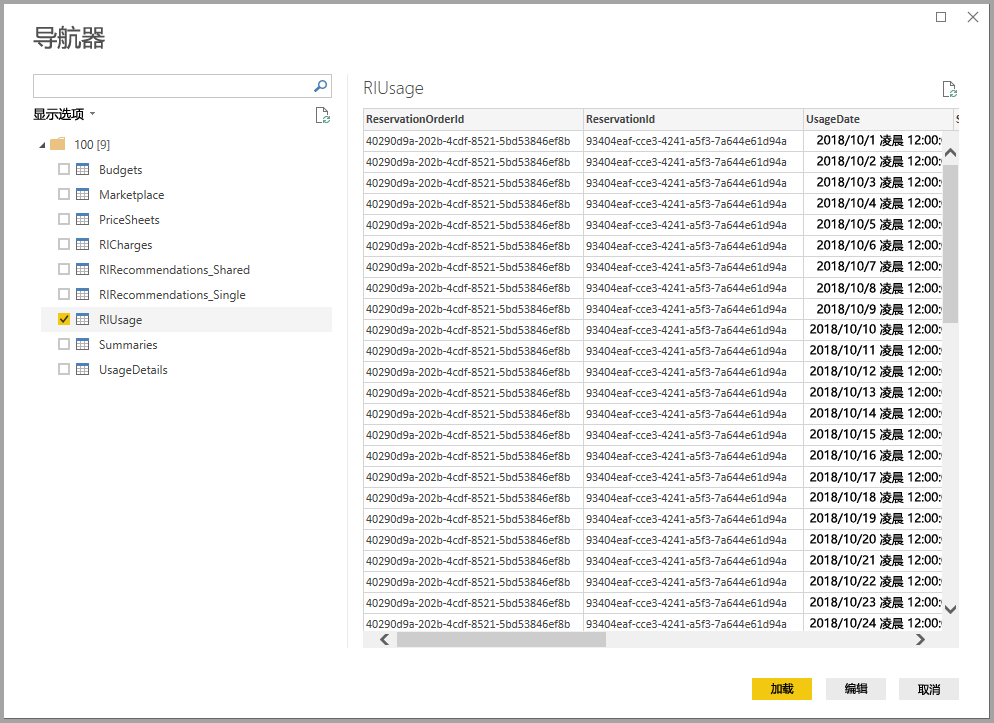 导航器
显示选项
100 [9]
Budgets
Marketplace
PriceSheets
RICharges
RIRecommendations_Shared
RIRecommendations_Single
RIUsage
Summaries
UsageDetails
RIUsage
ReservationOrderId ReservationId UsageDate
40290d9a-202b-4cdf-8521-5bd53846ef8b 93404eaf-cce3-4241-a5f3-7a644e61d94a 2018/10/1 凌晨 12:00:
40290d9a-202b-4cdf-8521-5bd53846ef8b 93404eaf-cce3-4241-a5f3-7a644e61d94a 2018/10/2 凌晨 12:00:
40290d9a-202b-4cdf-8521-5bd53846ef8b 93404eaf-cce3-4241-a5f3-7a644e61d94a 2018/10/3 凌晨 12:00:
40290d9a-202b-4cdf-8521-5bd53846ef8b 93404eaf-cce3-4241-a5f3-7a644e61d94a 2018/10/4 凌晨 12:00:
40290d9a-202b-4cdf-8521-5bd53846ef8b 93404eaf-cce3-4241-a5f3-7a644e61d94a 2018/10/5 凌晨 12:00:
40290d9a-202b-4cdf-8521-5bd53846ef8b 93404eaf-cce3-4241-a5f3-7a644e61d94a 2018/10/6 凌晨 12:00:
40290d9a-202b-4cdf-8521-5bd53846ef8b 93404eaf-cce3-4241-a5f3-7a644e61d94a 2018/10/7 凌晨 12:00:
40290d9a-202b-4cdf-8521-5bd53846ef8b 93404eaf-cce3-4241-a5f3-7a644e61d94a 2018/10/8 凌晨 12:00:
40290d9a-202b-4cdf-8521-5bd53846ef8b 93404eaf-cce3-4241-a5f3-7a644e61d94a 2018/10/9 凌晨 12:00:
40290d9a-202b-4cdf-8521-5bd53846ef8b 93404eaf-cce3-4241-a5f3-7a644e61d94a 2018/10/10 凌晨 12:00:
40290d9a-202b-4cdf-8521-5bd53846ef8b 93404eaf-cce3-4241-a5f3-7a644e61d94a 2018/10/11 凌晨 12:00:
40290d9a-202b-4cdf-8521-5bd53846ef8b 93404eaf-cce3-4241-a5f3-7a644e61d94a 2018/10/12 凌晨 12:00:
40290d9a-202b-4cdf-8521-5bd53846ef8b 93404eaf-cce3-4241-a5f3-7a644e61d94a 2018/10/13 凌晨 12:00:
40290d9a-202b-4cdf-8521-5bd53846ef8b 93404eaf-cce3-4241-a5f3-7a644e61d94a 2018/10/14 凌晨 12:00:
40290d9a-202b-4cdf-8521-5bd53846ef8b 93404eaf-cce3-4241-a5f3-7a644e61d94a 2018/10/15 凌晨 12:00:
40290d9a-202b-4cdf-8521-5bd53846ef8b 93404eaf-cce3-4241-a5f3-7a644e61d94a 2018/10/16 凌晨 12:00:
40290d9a-202b-4cdf-8521-5bd53846ef8b 93404eaf-cce3-4241-a5f3-7a644e61d94a 2018/10/17 凌晨 12:00:
40290d9a-202b-4cdf-8521-5bd53846ef8b 93404eaf-cce3-4241-a5f3-7a644e61d94a 2018/10/18 凌晨 12:00:
40290d9a-202b-4cdf-8521-5bd53846ef8b 93404eaf-cce3-4241-a5f3-7a644e61d94a 2018/10/19 凌晨 12:00:
40290d9a-202b-4cdf-8521-5bd53846ef8b 93404eaf-cce3-4241-a5f3-7a644e61d94a 2018/10/20 凌晨 12:00:
40290d9a-202b-4cdf-8521-5bd53846ef8b 93404eaf-cce3-4241-a5f3-7a644e61d94a 2018/10/21 凌晨 12:00:
40290d9a-202b-4cdf-8521-5bd53846ef8b 93404eaf-cce3-4241-a5f3-7a644e61d94a 2018/10/22 凌晨 12:00:
40290d9a-202b-4cdf-8521-5bd53846ef8b 93404eaf-cce3-4241-a5f3-7a644e61d94a 2018/10/23 凌晨 12:00:
40290d9a-202b-4cdf-8521-5bd53846ef8b 93404eaf-cce3-4241-a5f3-7a644e61d94a 2018/10/24 凌晨 12:00:
加载 编辑 取消